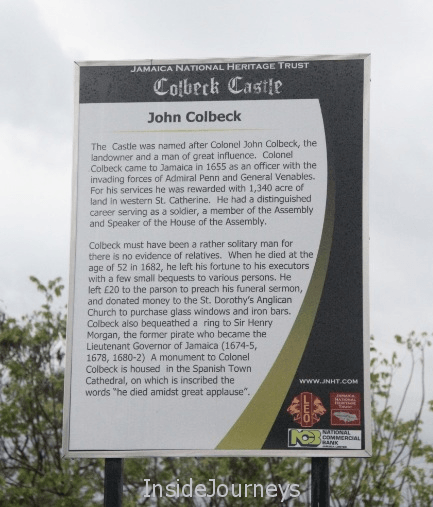 JAMAICA NATIONAL HERITAGE TRUST
Colbeck Castle
John Colbeck
The Castle was named after Colonel John Colbeck, the
landowner and a man of great influence. Colonel
Colbeck came to Jamaica in 1655 as an officer with the
invading forces of Admiral Penn and General Venables.
For his services he was rewarded with 1,340 acre of
land in western St. Catherine. He had a distinguished
career serving as a soldier, a member of the Assembly
and Speaker of the House of the Assembly.
Colbeck must have been a rather solitary man for
there is no evidence of relatives. When he died at the
age of 52 in 1682, he left his fortune to his executors
with a few small bequests to various persons. He
left £20 to the parson to preach his funeral sermon,
and donated money to the St. Dorothy's Anglican
Church to purchase glass windows and iron bars.
Colbeck also bequeathed a ring to Sir Henry
Morgan, the former pirate who became the
Lieutenant Governor of Jamaica (1674-5,
1678, 1680-2) A monument to Colonel
Colbeck is housed in the Spanish Town
Cathedral, on which is inscribed the
words "he died amidst great applause".
WWW.JNHT.COM
LEO
JAMAICA
NATIONAL
HERITAGE
TRUST
NCB
NATIONAL
COMMERCIAL
BANK
InsideJourneys